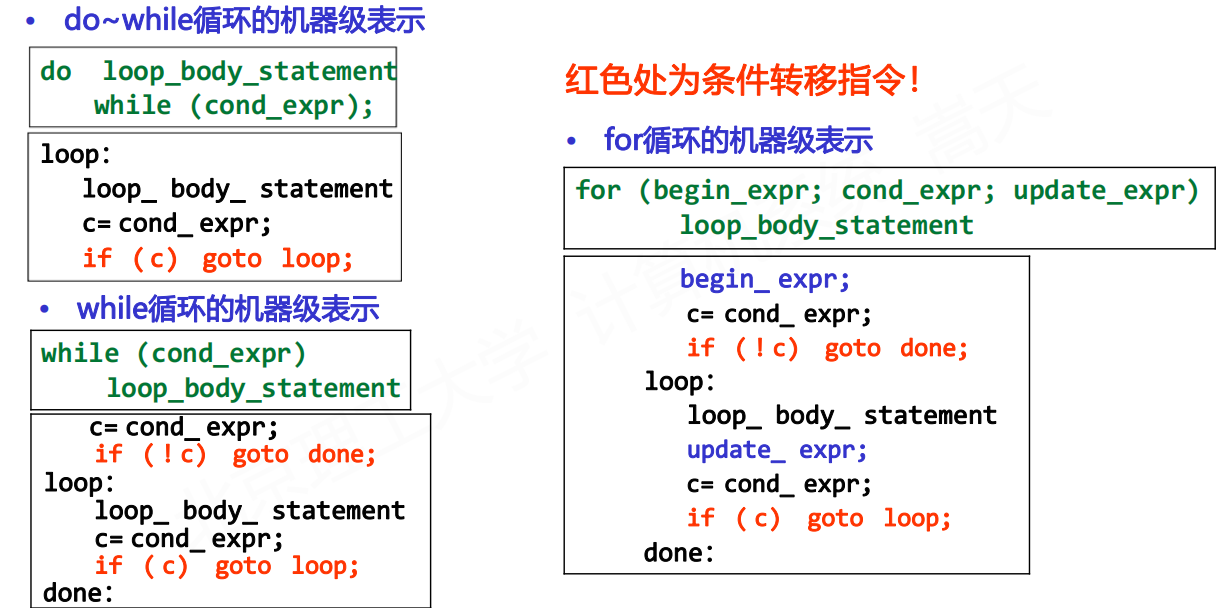 • do~while循环的机器级表示
do loop_body_statement
while (cond_expr);
loop:
loop_ body_ statement
c= cond_ expr;
if (c) goto loop;
• while循环的机器级表示
while (cond_expr)
loop_body_statement
c= cond_ expr;
if (!c) goto done;
loop:
loop_ body_ statement
c= cond_ expr;
if (c) goto loop;
done:
红色处为条件转移指令!
• for循环的机器级表示
for (begin_expr; cond_expr; update_expr)
loop_body_statement
begin_ expr;
c= cond_ expr;
if (!c) goto done;
loop:
loop_ body_ statement
update_ expr;
c= cond_ expr;
if (c) goto loop;
done: